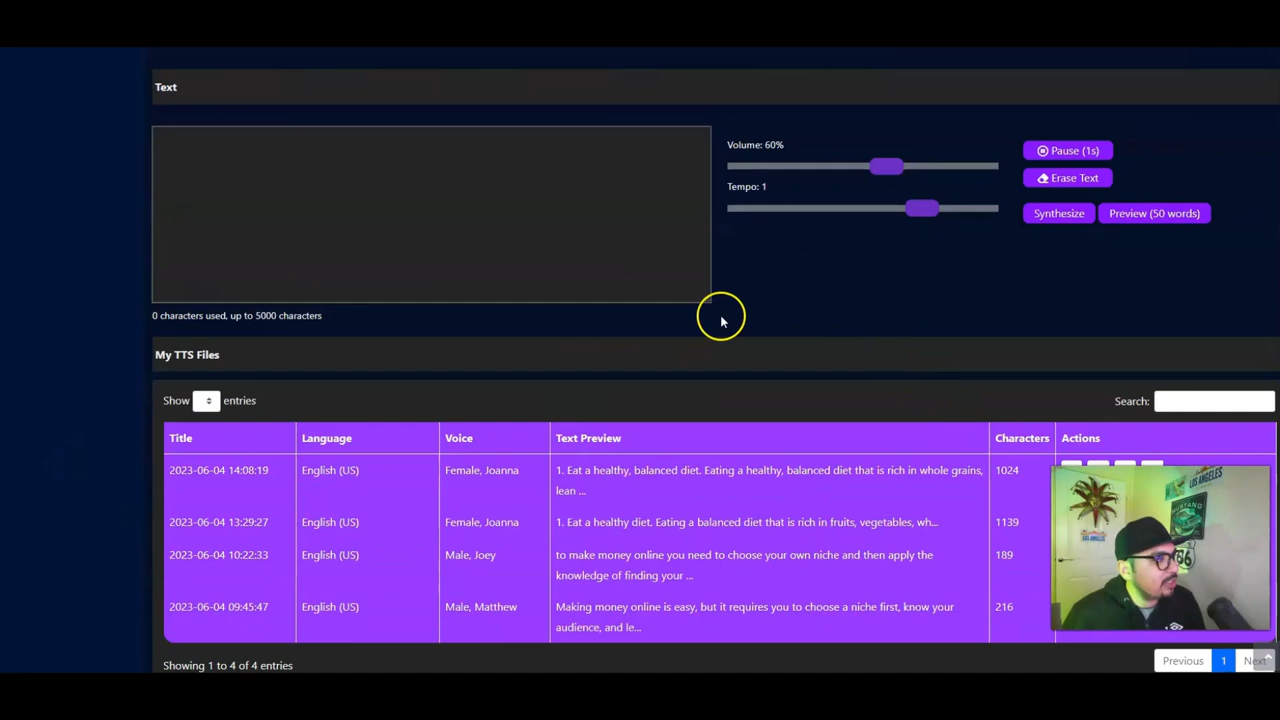 Text
Volume: 60%
Pause (1s)
Tempo: 1
Erase Text
Synthesize
Preview (50 words)
0 characters used, up to 5000 characters
My TTS Files
Show entries
Search:
Title Language Voice Text Preview Characters Actions
2023-06-04 14:08:19 English (US) Female, Joanna 1. Eat a healthy, balanced diet. Eating a healthy, balanced diet that is rich in whole grains, 1024
lean ...
2023-06-04 13:29:27 English (US) Female, Joanna 1. Eat a healthy diet. Eating a balanced diet that is rich in fruits, vegetables, wh... 1139
2023-06-04 10:22:33 English (US) Male, Joey to make money online you need to choose your own niche and then apply the 189
knowledge of finding your ...
2023-06-04 09:45:47 English (US) Male, Matthew Making money online is easy, but it requires you to choose a niche first, know your 216
audience, and le...
LOS ANGELES
MUSTANG
66
Showing 1 to 4 of 4 entries
Previous 1 Next